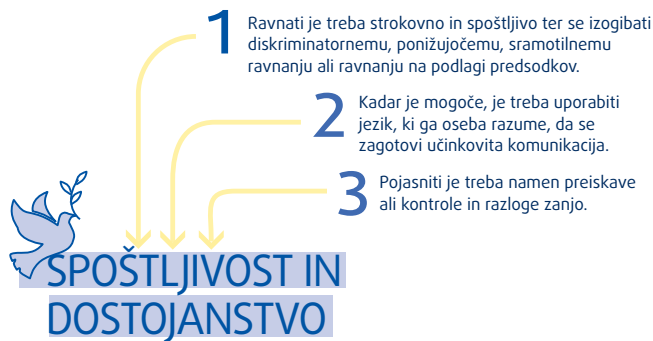 1 Ravnati je treba strokovno in spoštljivo ter se izogibati
diskriminatornemu, ponižujočemu, sramotilnemu
ravnanju ali ravnanju na podlagi predsodkov.
2 Kadar je mogoče, je treba uporabiti
jezik, ki ga oseba razume, da se
zagotovi učinkovita komunikacija.
3 Pojasniti je treba namen preiskave
ali kontrole in razloge zanjo.
SPOŠTLJIVOST IN
DOSTOJANSTVO